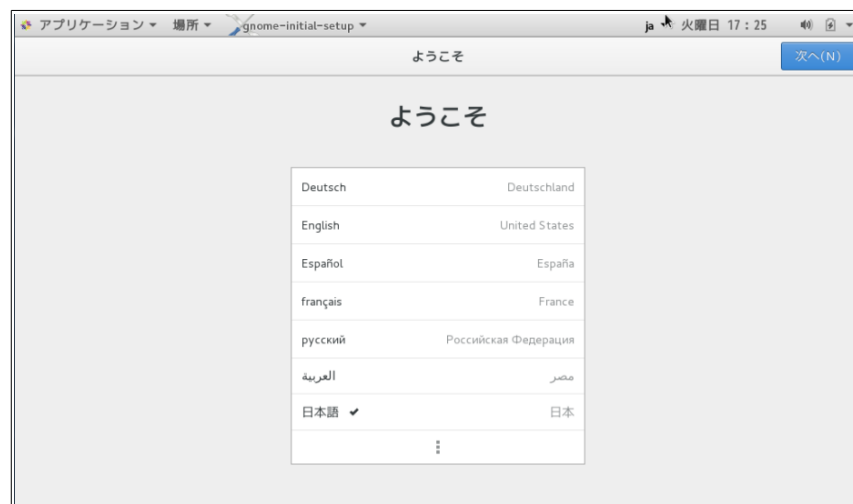 アプリケーション 場所 gnome-initial-setup ja 火曜日 17：25
ようこそ 次へ(N)
ようこそ
Deutsch Deutschland
English United States
Español España
français France
русский Российская Федерация
العربية مصر
日本語 ✔ 日本